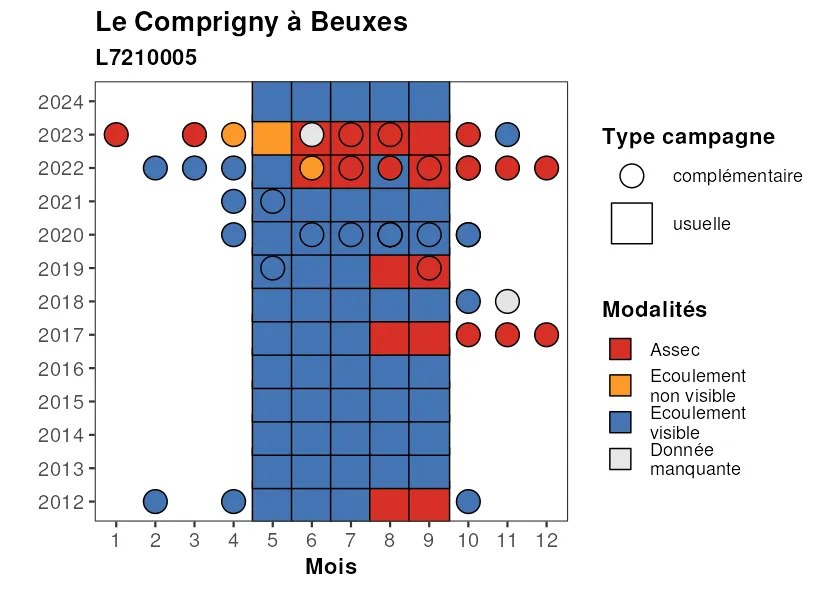 Le Comprigny à Beuxes
L7210005
2024
2023
2022
2021
2020
2019
2018
2017
2016
2015
2014
2013
2012
1 2 3 4 5 6 7 8 9 10 11 12
Mois
Type campagne
complémentaire
usuelle
Modalités
Assec
Ecoulement
non visible
Ecoulement
visible
Donnée
manquante